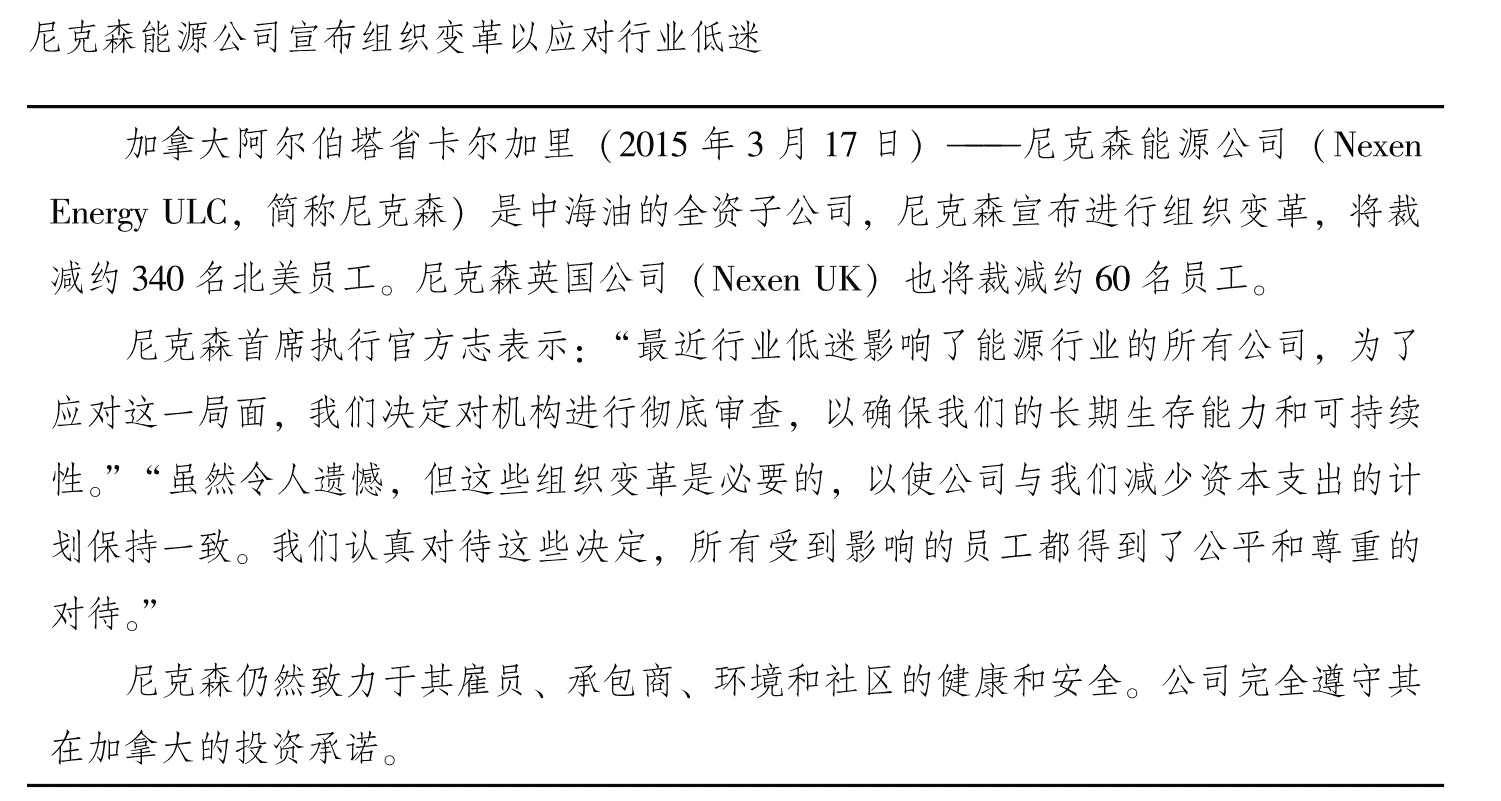 尼克森能源公司宣布组织变革以应对行业低迷
加拿大阿尔伯塔省卡尔加里（2015 年 3 月 17 日）——尼克森能源公司（Nexen
Energy ULC，简称尼克森）是中海油的全资子公司，尼克森宣布进行组织变革，将裁
减约 340 名北美员工。尼克森英国公司（Nexen UK）也将裁减约 60 名员工。
尼克森首席执行官方志表示：“最近行业低迷影响了能源行业的所有公司，为了
应对这一局面，我们决定对机构进行彻底审查，以确保我们的长期生存能力和可持续
性。”“虽然令人遗憾，但这些组织变革是必要的，以使公司与我们减少资本支出的计
划保持一致。我们认真对待这些决定，所有受到影响的员工都得到了公平和尊重的
对待。”
尼克森仍然致力于其雇员、承包商、环境和社区的健康和安全。公司完全遵守其
在加拿大的投资承诺。